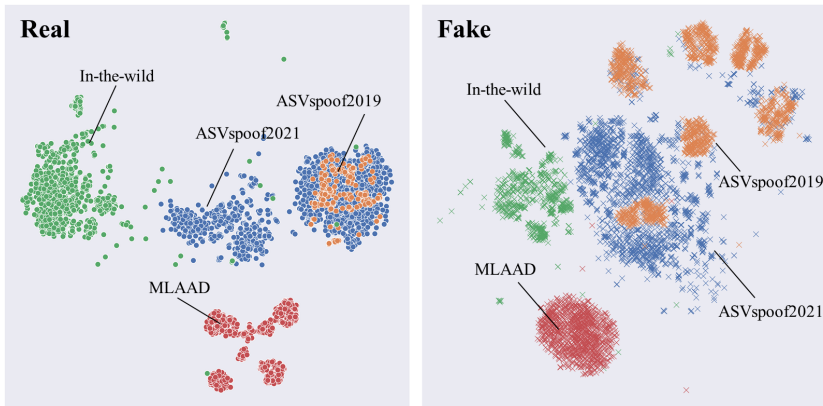 Real
In-the-wild
ASVspoof2019
ASVspoof2021
MLAAD
Fake
In-the-wild
ASVspoof2019
MLAAD
ASVspoof2021